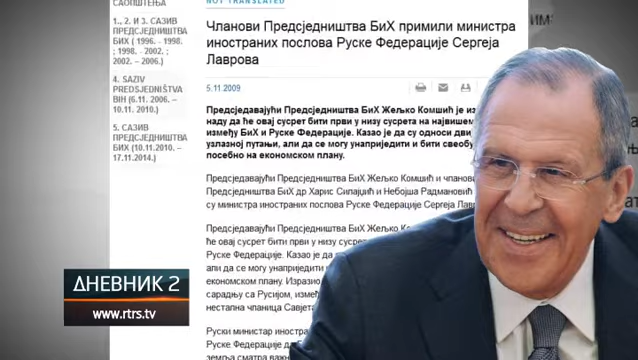 САОПШТЕЊА
1., 2. И 3. САЗИВ
ПРЕДСЈЕДНИШТВА
БИХ ( 1996. - 1998.
; 1998. - 2002. ;
2002. – 2006.)
4. SAZIV
PREDSJEDNIŠTVA
BIH (6.11. 2006. –
10.11. 2010.)
5. САЗИВ
ПРЕДСЈЕДНИШТВА
БИХ (10.11.2010. -
17.11.2014.)
NOT TRANSLATED
Чланови Предсједништва БиХ примили министра
иностраних послова Руске Федерације Сергеја
Лаврова
5.11.2009
Предсједавајући Предсједништва БиХ Жељко Комшић је из
наду да ће овај сусрет бити први у низу сусрета на највишем
између БиХ и Руске Федерације. Казао је да су односи дви
узлазној путањи, али да се могу унаприједити и бити свеобу
посебно на економском плану.
Предсједавајући Предсједништва БиХ Жељко Комшић и чланови
Предсједништва БиХ др Харис Силајџић и Небојша Радмановић
су министра иностраних послова Руске Федерације Сергеја Лавро
Предсједавајући Предсједништва БиХ Жељко
ће овај сусрет бити први у низу сусрета
Руске Федерације. Казао је да
али да се могу унаприједити и
економском плану. Изразио
сарадњу са Русијом, између
нестална чланица Савјета
Руски министар иностра
Руске Федерације да
земља сматра важн
ДНЕВНИК 2
www.rtrs.tv